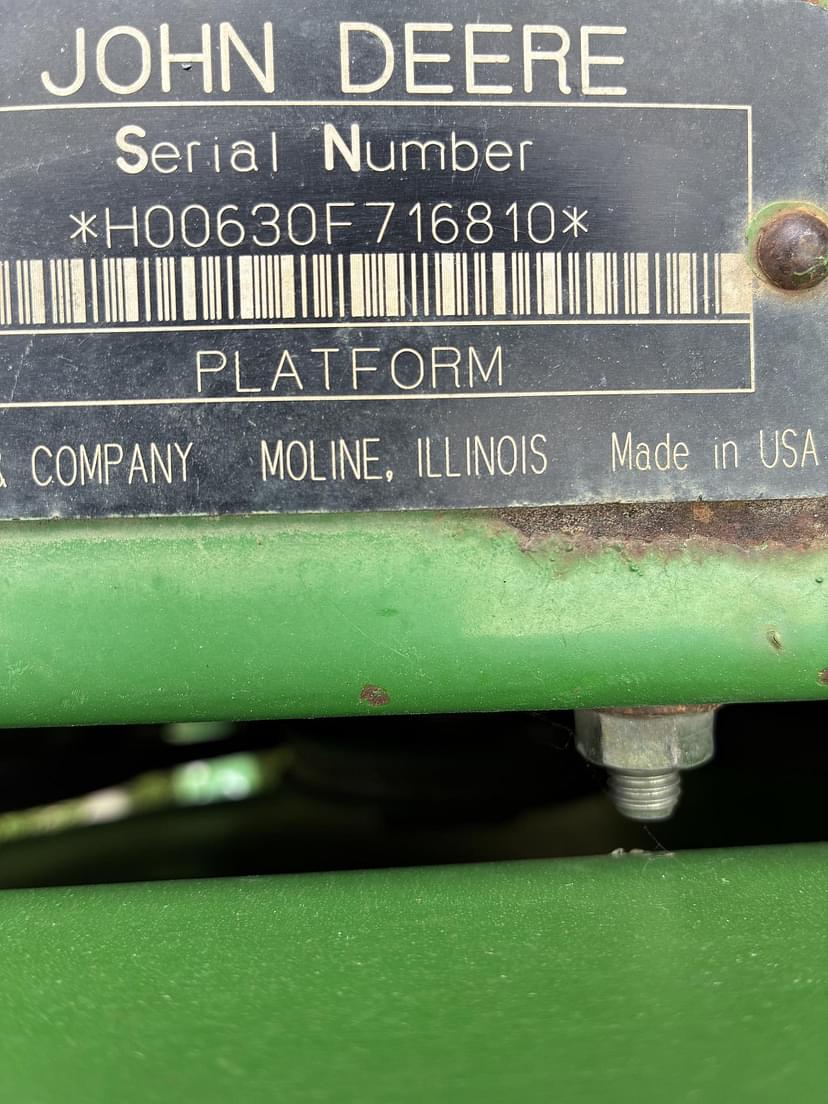 JOHN DEERE
Serial Number
*H00630F716810*
PLATFORM
& COMPANY MOLINE, ILLINOIS Made in USA